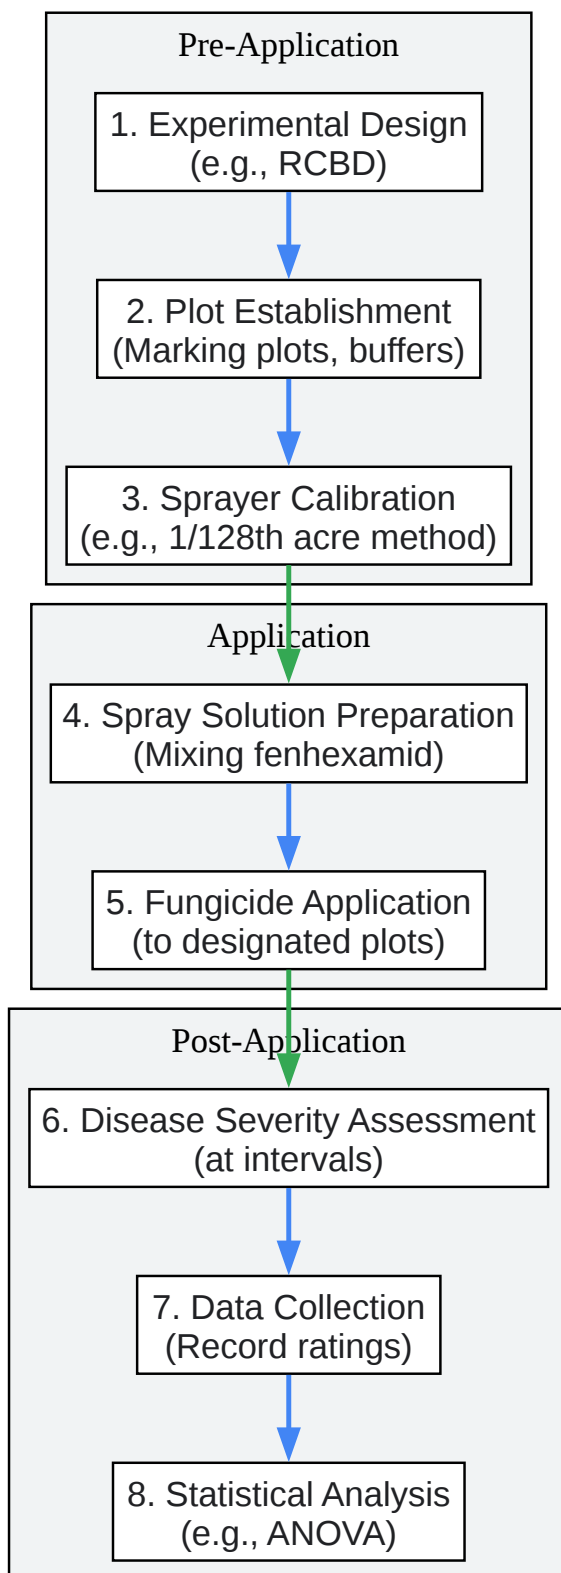 Pre-Application
1. Experimental Design
(e.g., RCBD)
2. Plot Establishment
(Marking plots, buffers)
3. Sprayer Calibration
(e.g., 1/128th acre method)
Application
4. Spray Solution Preparation
(Mixing fenhexamid)
5. Fungicide Application
(to designated plots)
Post-Application
6. Disease Severity Assessment
(at intervals)
7. Data Collection
(Record ratings)
8. Statistical Analysis
(e.g., ANOVA)